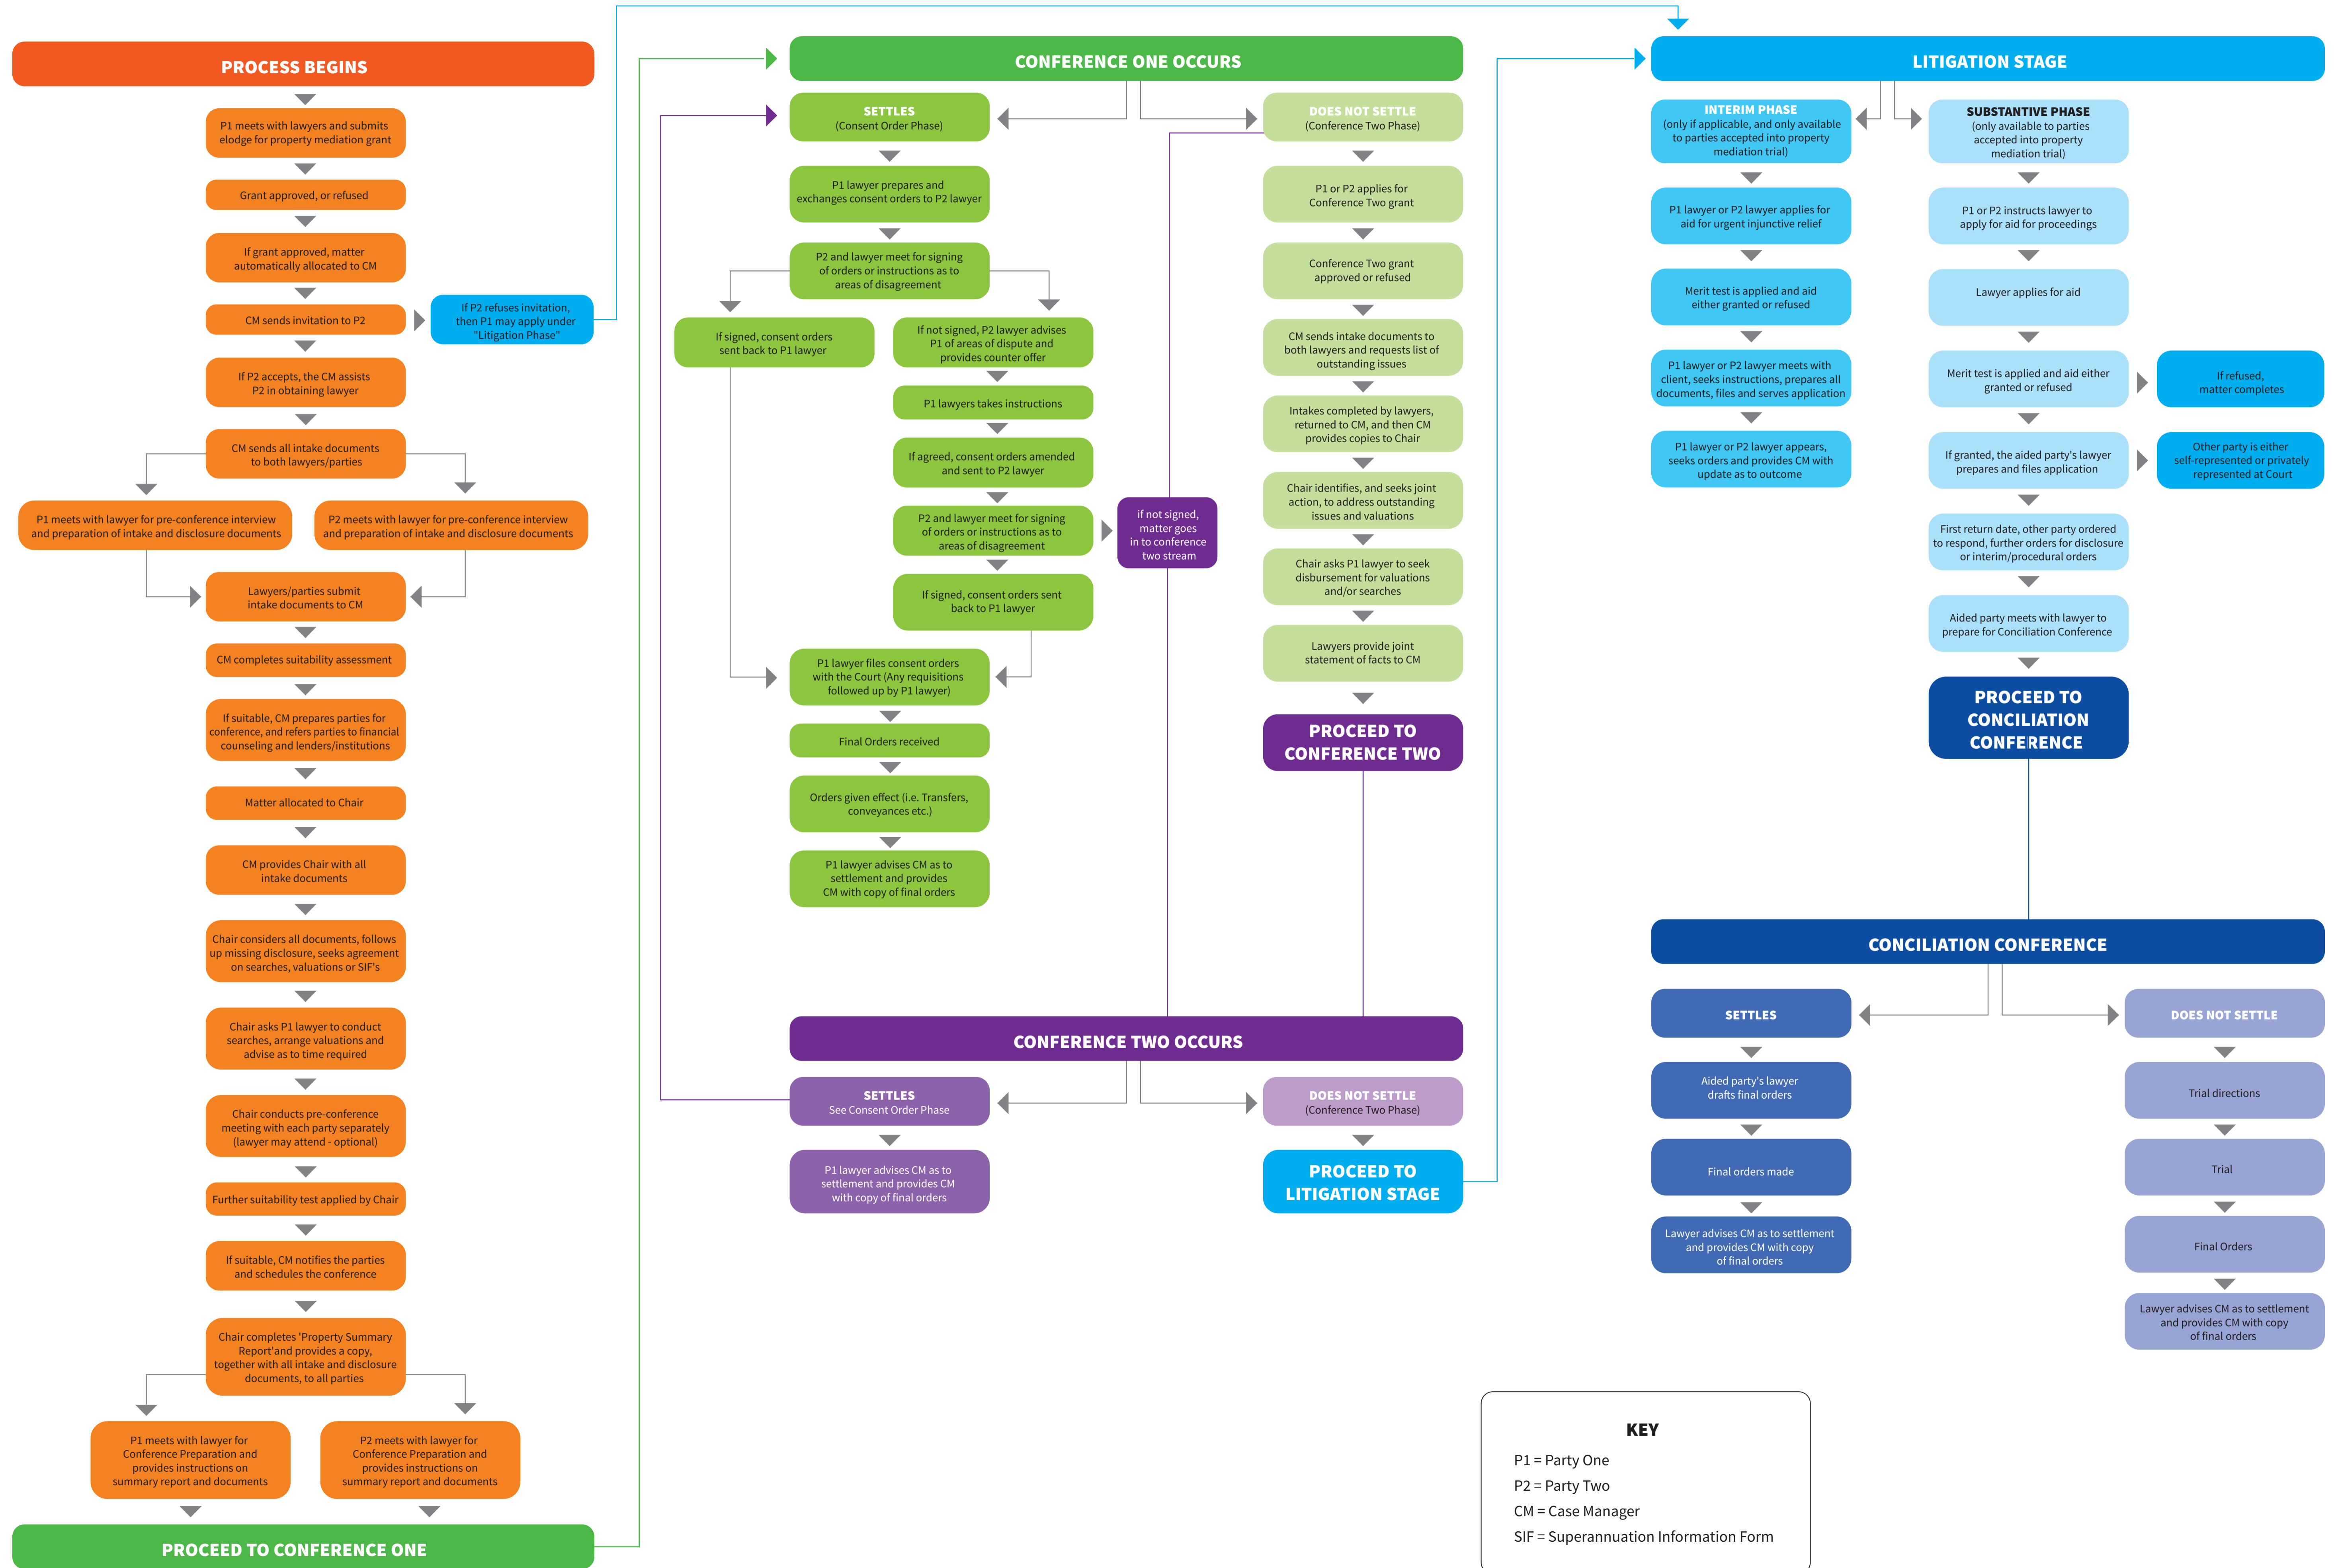 PROCESS BEGINS
P1 meets with lawyers and submits
elodge for property mediation grant
Grant approved, or refused
If grant approved, matter
automatically allocated to CM
CM sends invitation to P2
If P2 refuses invitation,
then P1 may apply under
"Litigation Phase"
If P2 accepts, the CM assists
P2 in obtaining lawyer
CM sends all intake documents
to both lawyers/parties
P1 meets with lawyer for pre-conference interview
and preparation of intake and disclosure documents
P2 meets with lawyer for pre-conference interview
and preparation of intake and disclosure documents
Lawyers/parties submit
intake documents to CM
CM completes suitability assessment
If suitable, CM prepares parties for
conference, and refers parties to financial
counseling and lenders/institutions
Matter allocated to Chair
CM provides Chair with all
intake documents
Chair considers all documents, follows
up missing disclosure, seeks agreement
on searches, valuations or SIF's
Chair asks P1 lawyer to conduct
searches, arrange valuations and
advise as to time required
Chair conducts pre-conference
meeting with each party separately
(lawyer may attend - optional)
Further suitability test applied by Chair
If suitable, CM notifies the parties
and schedules the conference
Chair completes 'Property Summary
Report'and provides a copy,
together with all intake and disclosure
documents, to all parties
P1 meets with lawyer for
Conference Preparation and
provides instructions on
summary report and documents
P2 meets with lawyer for
Conference Preparation and
provides instructions on
summary report and documents
PROCEED TO CONFERENCE ONE
CONFERENCE ONE OCCURS
SETTLES
(Consent Order Phase)
P1 lawyer prepares and
exchanges consent orders to P2 lawyer
P2 and lawyer meet for signing
of orders or instructions as to
areas of disagreement
If signed, consent orders
sent back to P1 lawyer
If not signed, P2 lawyer advises
P1 of areas of dispute and
provides counter offer
P1 lawyers takes instructions
If agreed, consent orders amended
and sent to P2 lawyer
P2 and lawyer meet for signing
of orders or instructions as to
areas of disagreement
if not signed,
matter goes
in to conference
two stream
If signed, consent orders sent
back to P1 lawyer
P1 lawyer files consent orders
with the Court (Any requisitions
followed up by P1 lawyer)
Final Orders received
Orders given effect (i.e. Transfers,
conveyances etc.)
P1 lawyer advises CM as to
settlement and provides
CM with copy of final orders
DOES NOT SETTLE
(Conference Two Phase)
P1 or P2 applies for
Conference Two grant
Conference Two grant
approved or refused
CM sends intake documents to
both lawyers and requests list of
outstanding issues
Intakes completed by lawyers,
returned to CM, and then CM
provides copies to Chair
Chair identifies, and seeks joint
action, to address outstanding
issues and valuations
Chair asks P1 lawyer to seek
disbursement for valuations
and/or searches
Lawyers provide joint
statement of facts to CM
PROCEED TO
CONFERENCE TWO
CONFERENCE TWO OCCURS
SETTLES
See Consent Order Phase
P1 lawyer advises CM as to
settlement and provides CM
with copy of final orders
DOES NOT SETTLE
(Conference Two Phase)
PROCEED TO
LITIGATION STAGE
LITIGATION STAGE
INTERIM PHASE
(only if applicable, and only available
to parties accepted into property
mediation trial)
P1 lawyer or P2 lawyer applies for
aid for urgent injunctive relief
Merit test is applied and aid
either granted or refused
P1 lawyer or P2 lawyer meets with
client, seeks instructions, prepares all
documents, files and serves application
P1 lawyer or P2 lawyer appears,
seeks orders and provides CM with
update as to outcome
SUBSTANTIVE PHASE
(only available to parties
accepted into property
mediation trial)
P1 or P2 instructs lawyer to
apply for aid for proceedings
Lawyer applies for aid
Merit test is applied and aid either
granted or refused
If refused,
matter completes
If granted, the aided party's lawyer
prepares and files application
Other party is either
self-represented or privately
represented at Court
First return date, other party ordered
to respond, further orders for disclosure
or interim/procedural orders
Aided party meets with lawyer to
prepare for Conciliation Conference
PROCEED TO
CONCILIATION
CONFERENCE
CONCILIATION CONFERENCE
SETTLES
Aided party's lawyer
drafts final orders
Final orders made
Lawyer advises CM as to settlement
and provides CM with copy
of final orders
DOES NOT SETTLE
Trial directions
Trial
Final Orders
Lawyer advises CM as to settlement
and provides CM with copy
of final orders
KEY
P1 = Party One
P2 = Party Two
CM = Case Manager
SIF = Superannuation Information Form